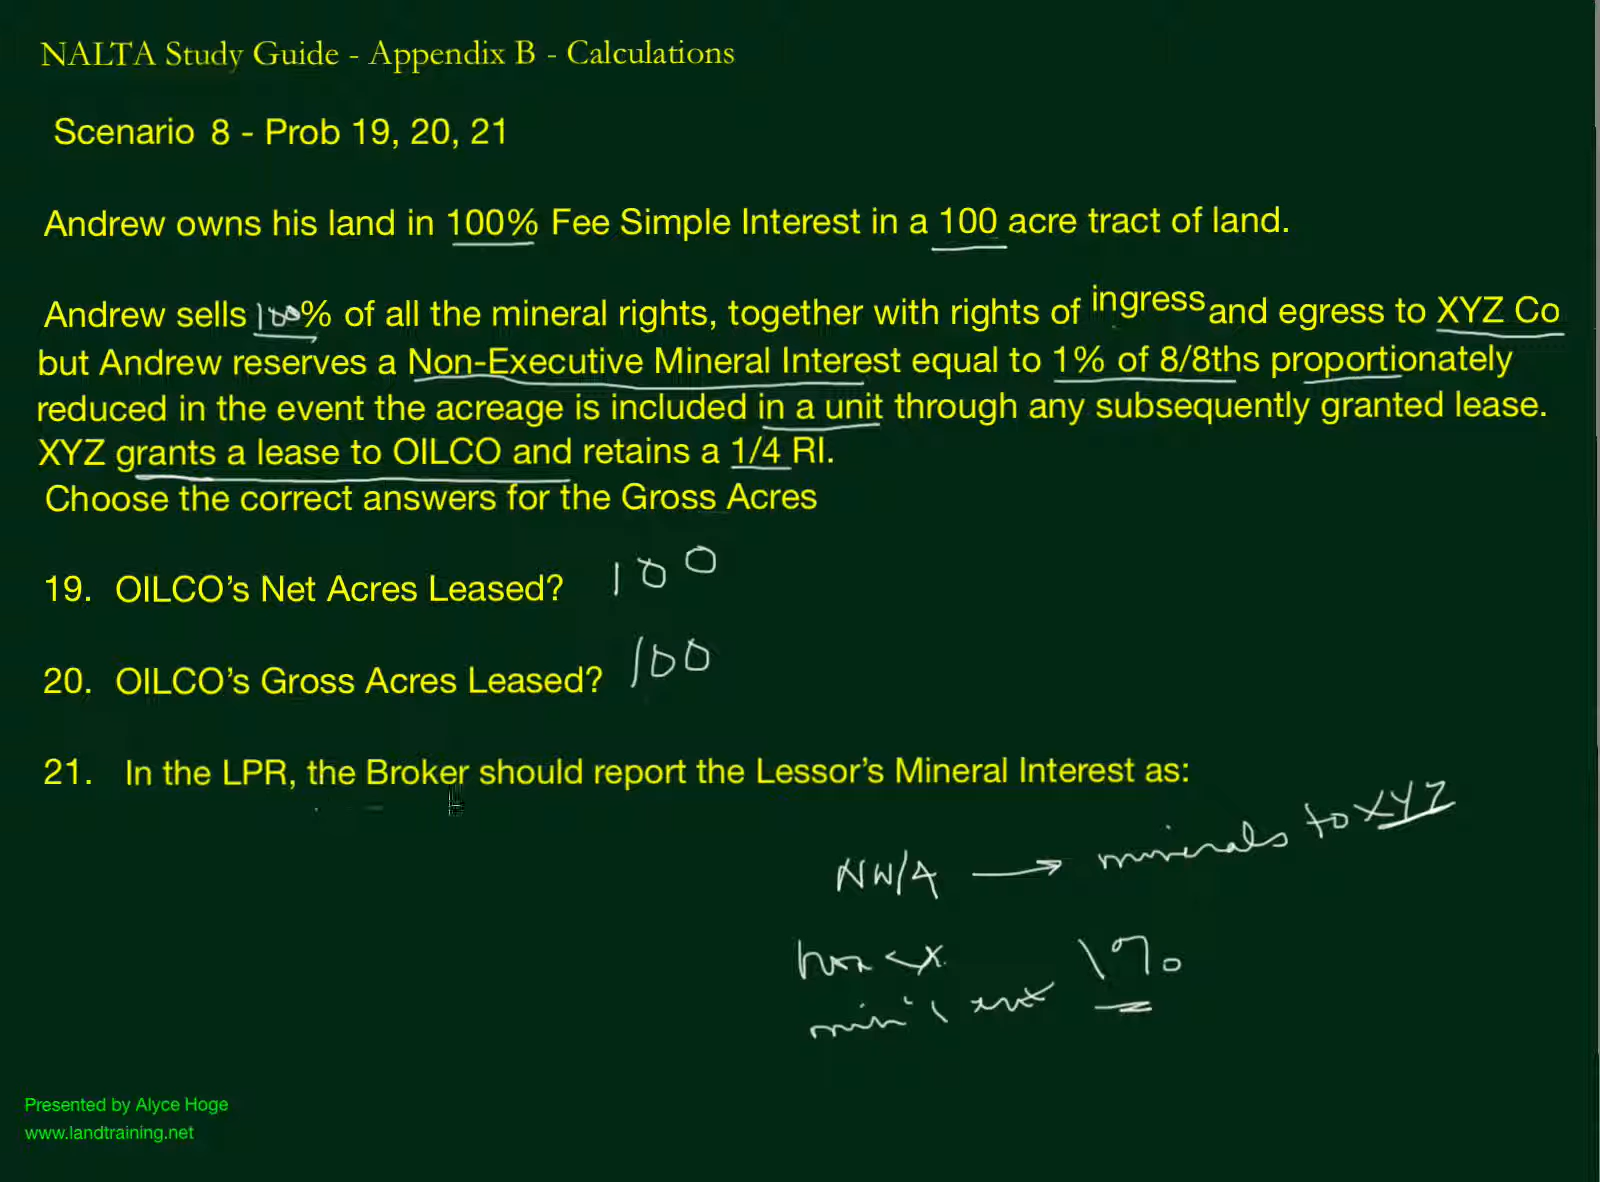 NALTA Study Guide - Appendix B - Calculations
Scenario 8 - Prob 19, 20, 21
Andrew owns his land in 100% Fee Simple Interest in a 100 acre tract of land.
Andrew sells 100% of all the mineral rights, together with rights of ingress and egress to XYZ Co
but Andrew reserves a Non-Executive Mineral Interest equal to 1% of 8/8ths proportionately
reduced in the event the acreage is included in a unit through any subsequently granted lease.
XYZ grants a lease to OILCO and retains a 1/4 RI.
Choose the correct answers for the Gross Acres
19. OILCO's Net Acres Leased? 100
20. OILCO's Gross Acres Leased? 100
21. In the LPR, the Broker should report the Lessor's Mineral Interest as:
minerals to XYZ
non ex. 1%
min'l int
Presented by Alyce Hoge
www.landtraining.net